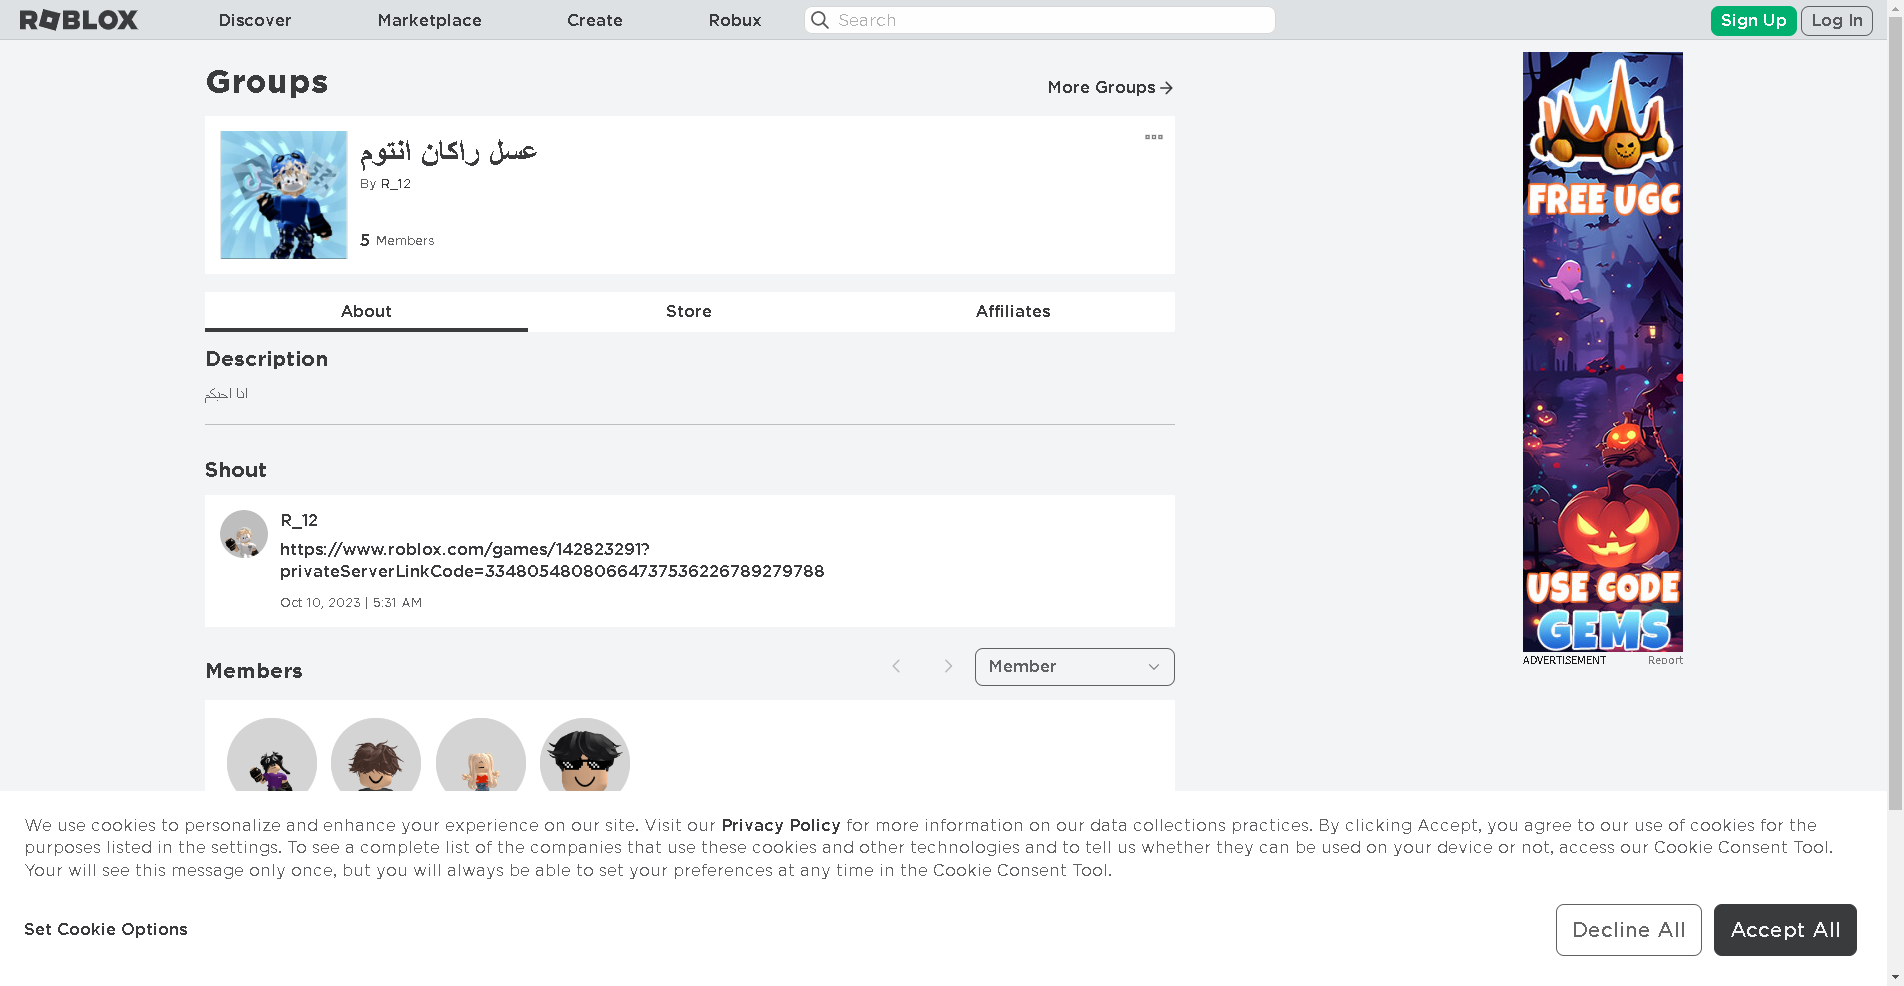 ROBLOX
Discover
Marketplace
Create
Robux
Search
Sign Up
Log In
Groups
More Groups
عسل راكان انتوم
By R_12
5 Members
About
Store
Affiliates
Description
انا احبكم
Shout
R_12
https://www.roblox.com/games/142823291?
privateServerLinkCode=33480548080664737536226789279788
Oct 10, 2023 | 5:31 AM
Members
Member
FREE UGC
USE CODE
GEMS
ADVERTISEMENT
Report
We use cookies to personalize and enhance your experience on our site. Visit our Privacy Policy for more information on our data collections practices. By clicking Accept, you agree to our use of cookies for the
purposes listed in the settings. To see a complete list of the companies that use these cookies and other technologies and to tell us whether they can be used on your device or not, access our Cookie Consent Tool.
Your will see this message only once, but you will always be able to set your preferences at any time in the Cookie Consent Tool.
Set Cookie Options
Decline All
Accept All